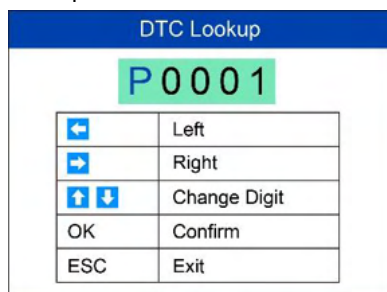 DTC Lookup
P0001
Left
Right
Change Digit
OK Confirm
ESC Exit